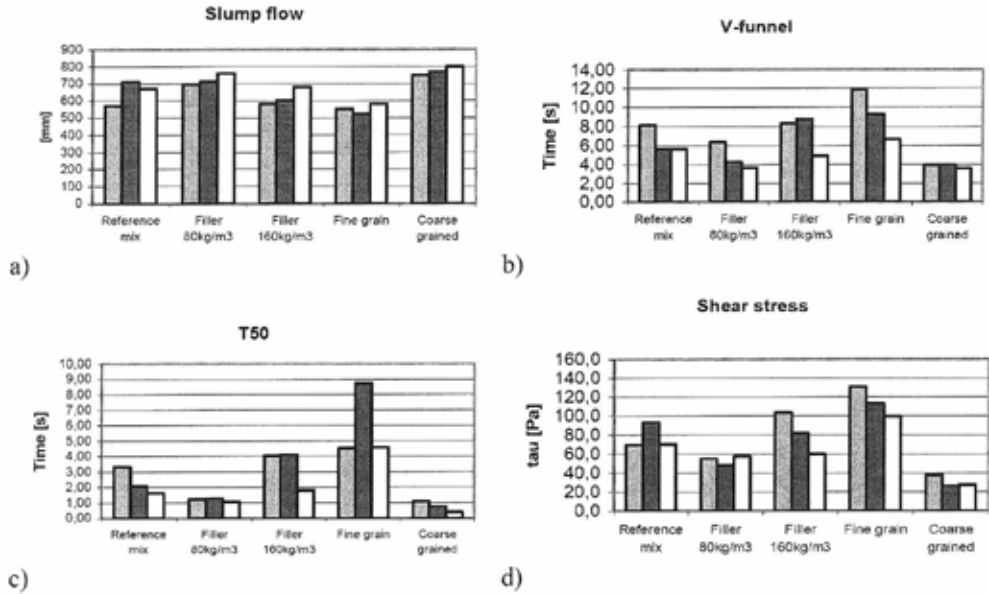 Slump flow
900
800
700
600
500
400
300
200
100
0
[mm]
Reference mix
Filler 80kg/m3
Filler 160kg/m3
Fine grain
Coarse grained
a)
V-funnel
14,00
12,00
10,00
8,00
6,00
4,00
2,00
0,00
Time [s]
Reference mix
Filler 80kg/m3
Filler 160kg/m3
Fine grain
Coarse grained
b)
T50
10,00
9,00
8,00
7,00
6,00
5,00
4,00
3,00
2,00
1,00
0,00
Time [s]
Reference mix
Filler 80kg/m3
Filler 160kg/m3
Fine grain
Coarse grained
c)
Shear stress
160,0
140,0
120,0
100,0
80,0
60,0
40,0
20,0
0,0
tau [Pa]
Reference mix
Filler 80kg/m3
Filler 160kg/m3
Fine grain
Coarse grained
d)